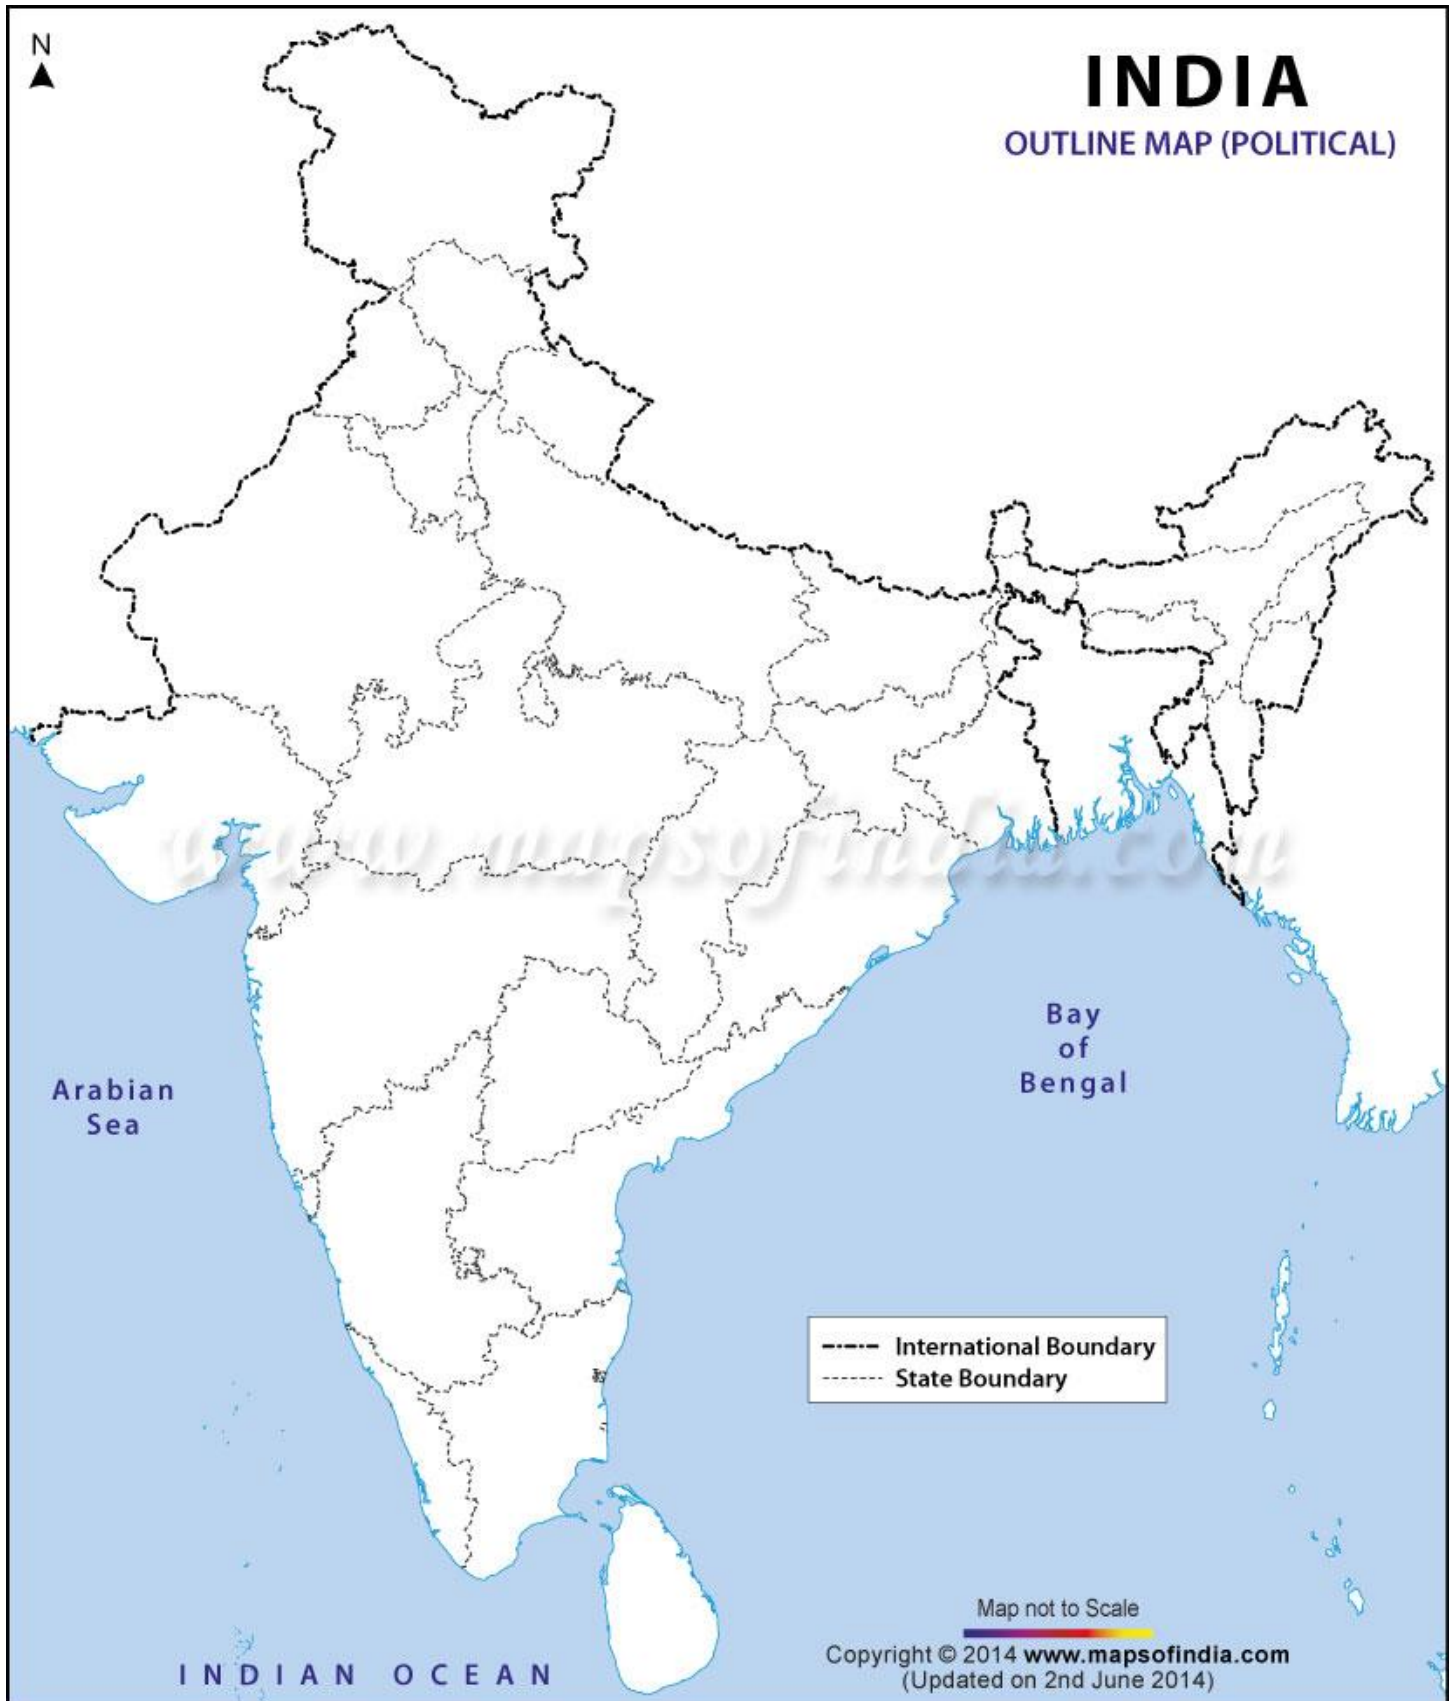 N
INDIA
OUTLINE MAP (POLITICAL)
www.mapsofindia.com
Bay
of
Bengal
Arabian
Sea
International Boundary
State Boundary
Map not to Scale
Copyright © 2014 www.mapsofindia.com
(Updated on 2nd June 2014)
INDIAN OCEAN